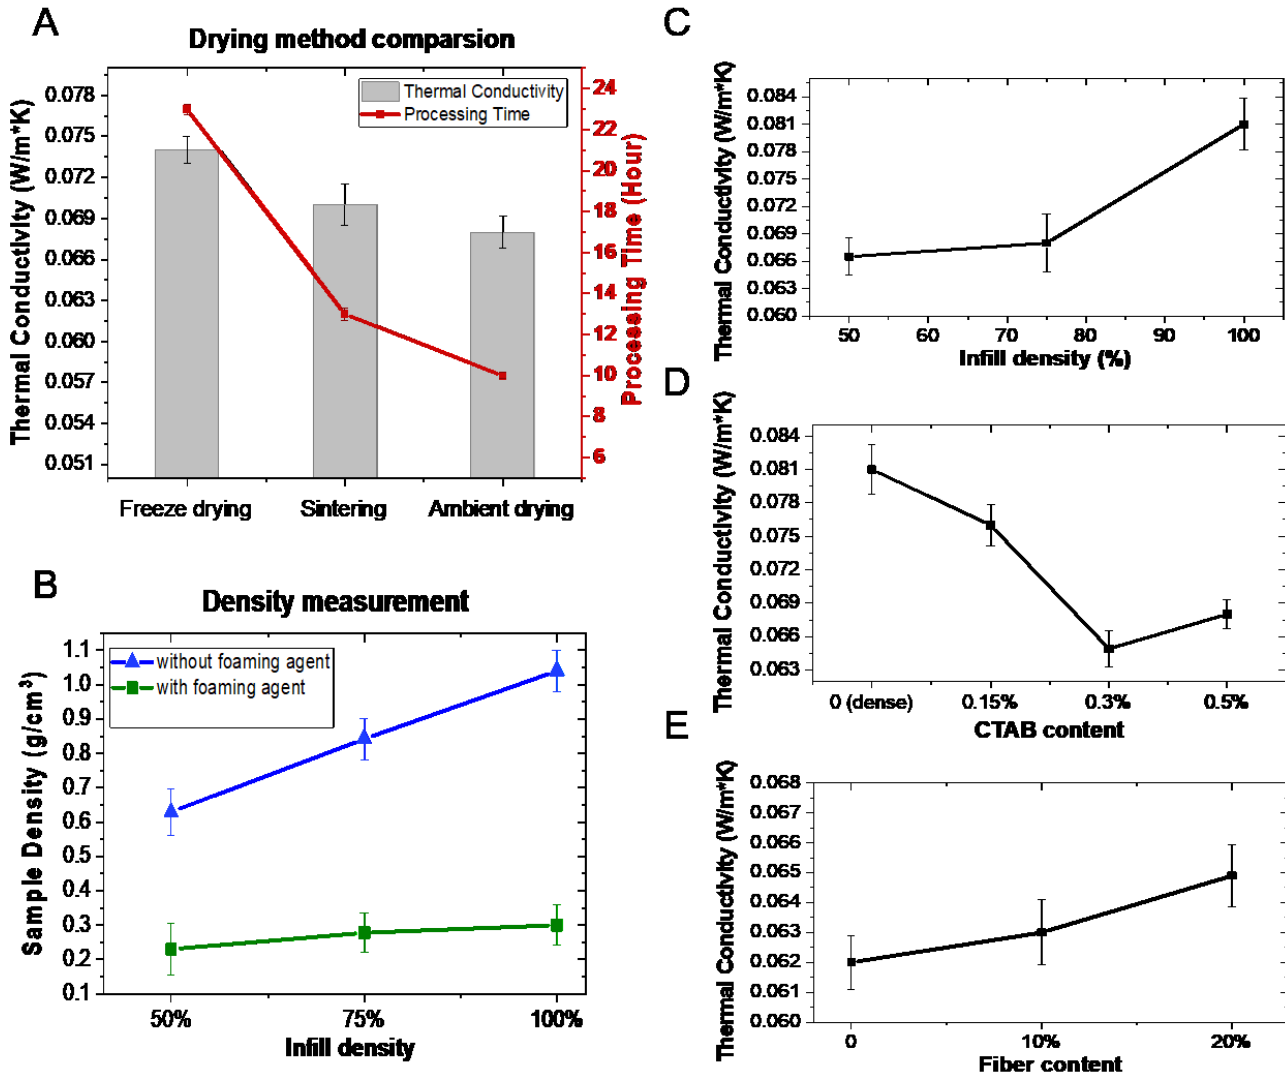 A
Drying method comparsion
Thermal Conductivity (W/m*K)
0.078
0.075
0.072
0.069
0.066
0.063
0.060
0.057
0.054
0.051
Thermal Conductivity
Processing Time
24
22
20
18
16
14
12
10
8
6
Processing Time (Hour)
Freeze drying Sintering Ambient drying
B
Density measurement
Sample Density (g/cm³)
1.1
1.0
0.9
0.8
0.7
0.6
0.5
0.4
0.3
0.2
0.1
without foaming agent
with foaming agent
50% 75% 100%
Infill density
C
Thermal Conductivity (W/m*K)
0.084
0.081
0.078
0.075
0.072
0.069
0.066
0.063
0.060
50 60 70 80 90 100
Infill density (%)
D
Thermal Conductivity (W/m*K)
0.084
0.081
0.078
0.075
0.072
0.069
0.066
0.063
0 (dense) 0.15% 0.3% 0.5%
CTAB content
E
Thermal Conductivity (W/m*K)
0.068
0.067
0.066
0.065
0.064
0.063
0.062
0.061
0.060
0 10% 20%
Fiber content